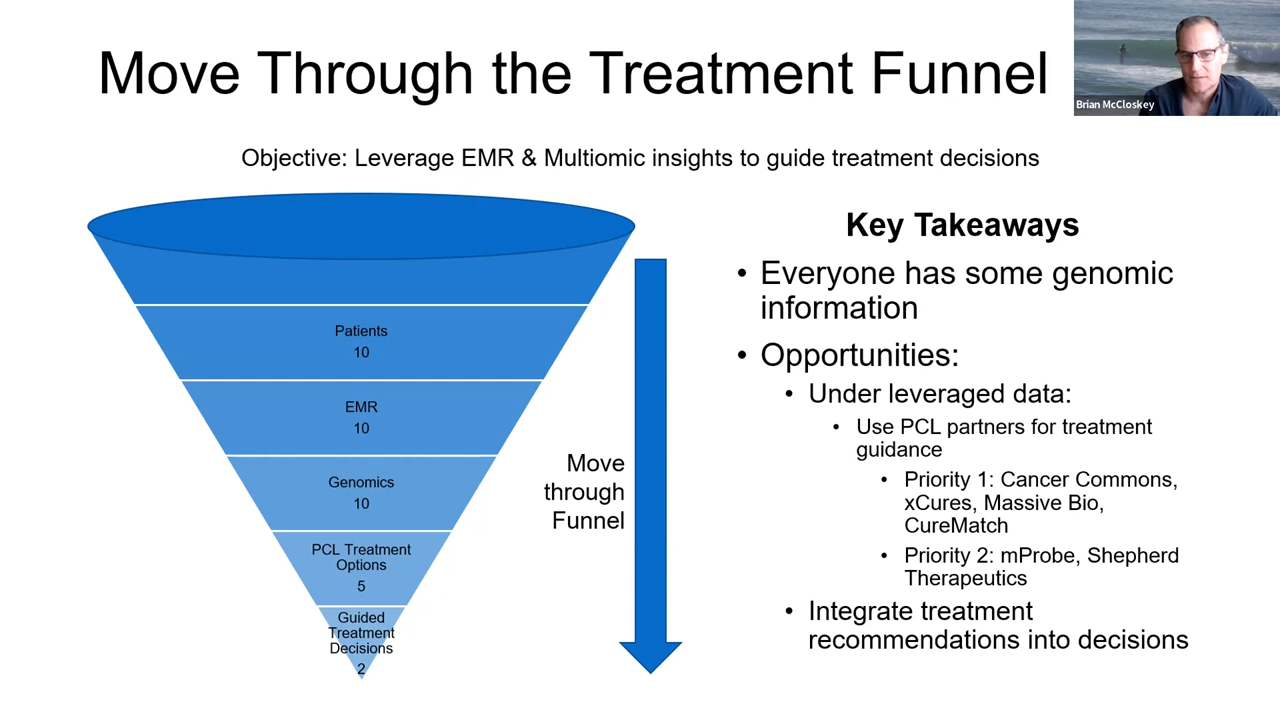 Move Through the Treatment Funnel
Brian McCloskey
Objective: Leverage EMR & Multiomic insights to guide treatment decisions
Patients
10
EMR
10
Genomics
10
PCL Treatment
Options
5
Guided
Treatment
Decisions
2
Move
through
Funnel
Key Takeaways
• Everyone has some genomic
information
• Opportunities:
• Under leveraged data:
• Use PCL partners for treatment
guidance
• Priority 1: Cancer Commons,
xCures, Massive Bio,
CureMatch
• Priority 2: mProbe, Shepherd
Therapeutics
• Integrate treatment
recommendations into decisions